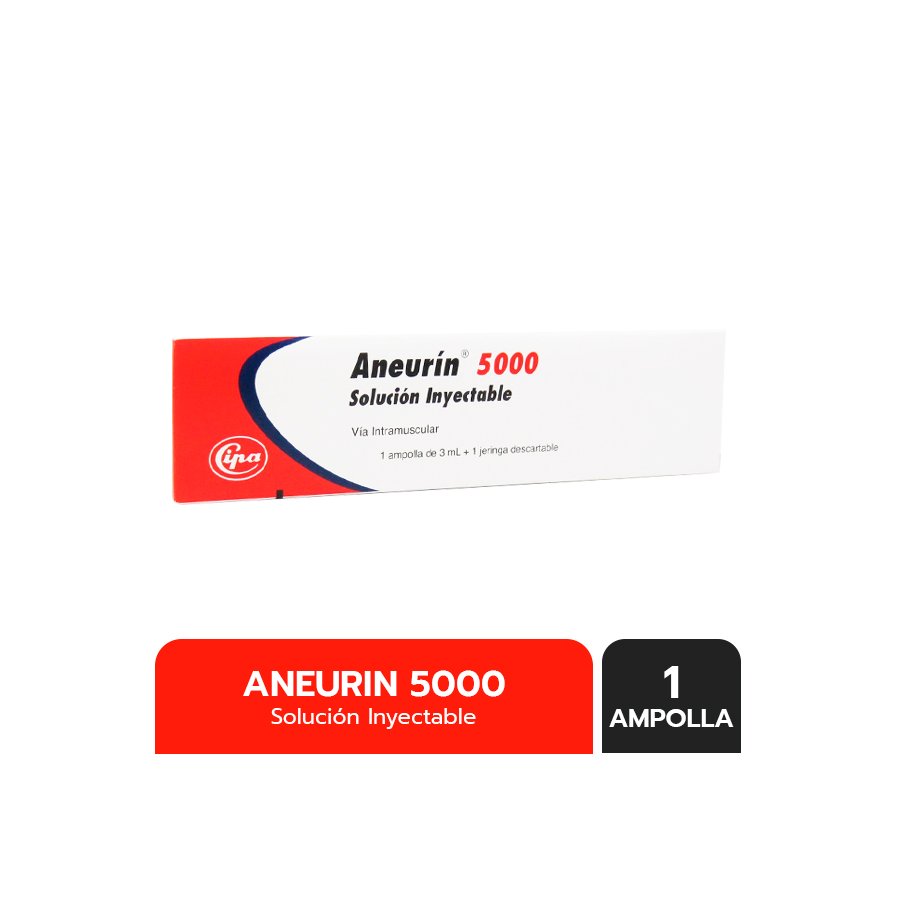 Aneurín® 5000
Solución Inyectable
Vía Intramuscular
1 ampolla de 3 mL + 1 jeringa descartable
Cipa
ANEURIN 5000
Solución Inyectable
1
AMPOLLA